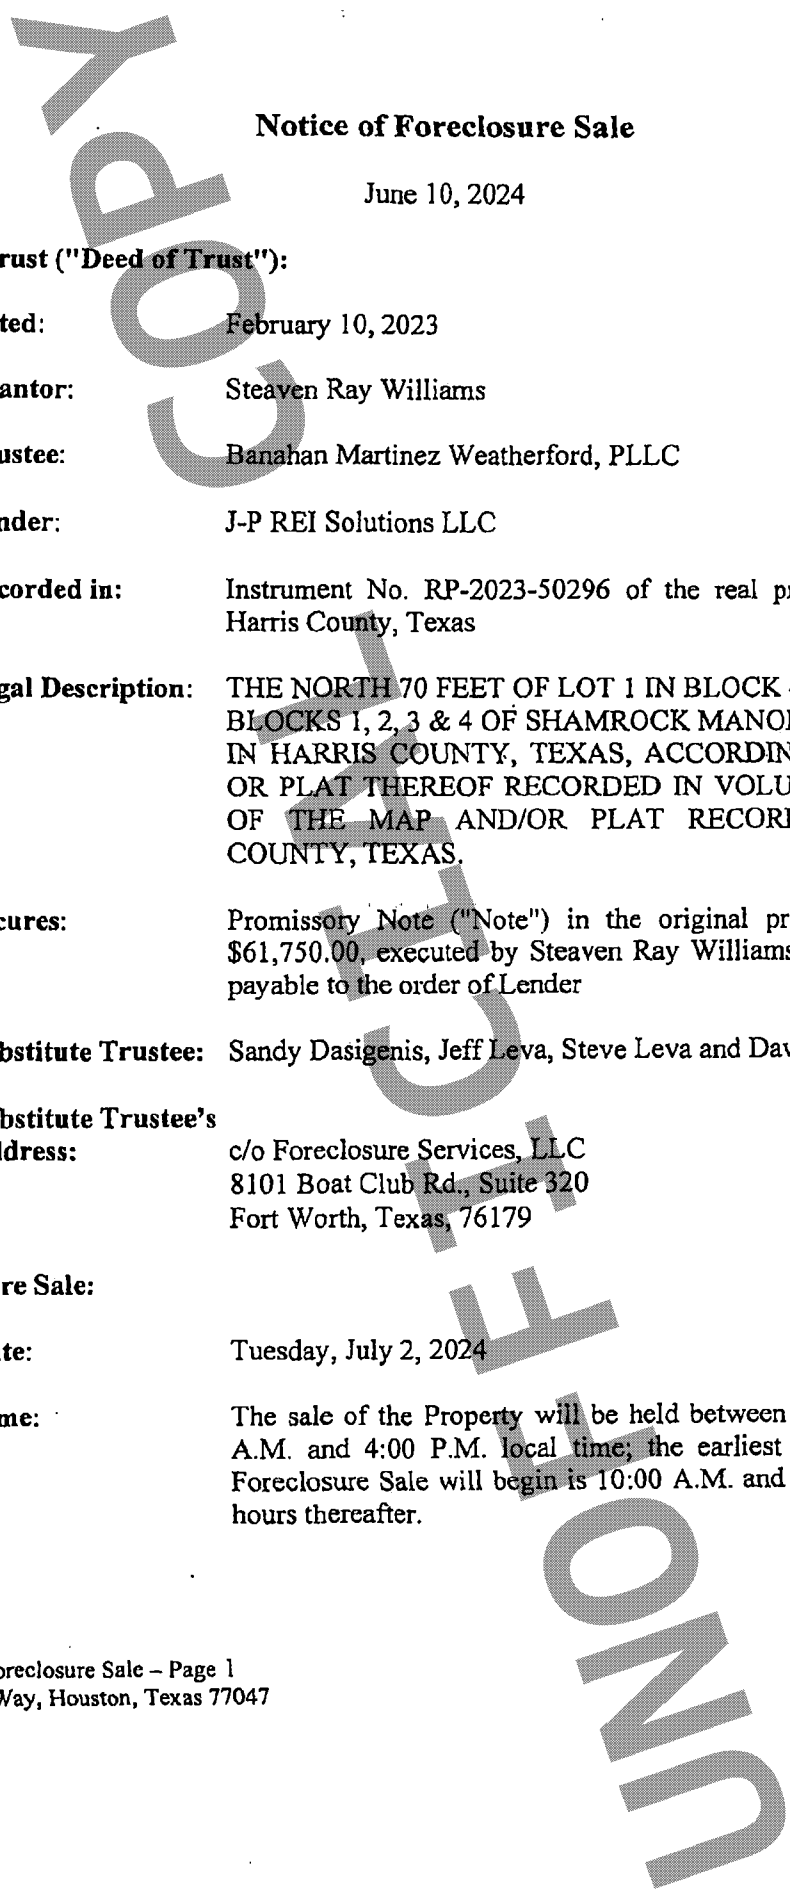 Notice of Foreclosure Sale
June 10, 2024
rust ("Deed of Trust"):
ted: February 10, 2023
antor: Steaven Ray Williams
ustee: Banahan Martinez Weatherford, PLLC
nder: J-P REI Solutions LLC
corded in: Instrument No. RP-2023-50296 of the real pr
Harris County, Texas
gal Description: THE NORTH 70 FEET OF LOT 1 IN BLOCK
BLOCKS 1, 2, 3 & 4 OF SHAMROCK MANO
IN HARRIS COUNTY, TEXAS, ACCORDIN
OR PLAT THEREOF RECORDED IN VOLU
OF THE MAP AND/OR PLAT RECOR
COUNTY, TEXAS.
cures: Promissory Note ("Note") in the original pr
$61,750.00, executed by Steaven Ray Williams
payable to the order of Lender
bstitute Trustee: Sandy Dasigenis, Jeff Leva, Steve Leva and Dav
bstitute Trustee's
ldress: c/o Foreclosure Services, LLC
8101 Boat Club Rd., Suite 320
Fort Worth, Texas, 76179
re Sale:
te: Tuesday, July 2, 2024
me: The sale of the Property will be held between
A.M. and 4:00 P.M. local time; the earliest
Foreclosure Sale will begin is 10:00 A.M. and
hours thereafter.
oreclosure Sale – Page 1
Way, Houston, Texas 77047
UNOFFICIAL COPY